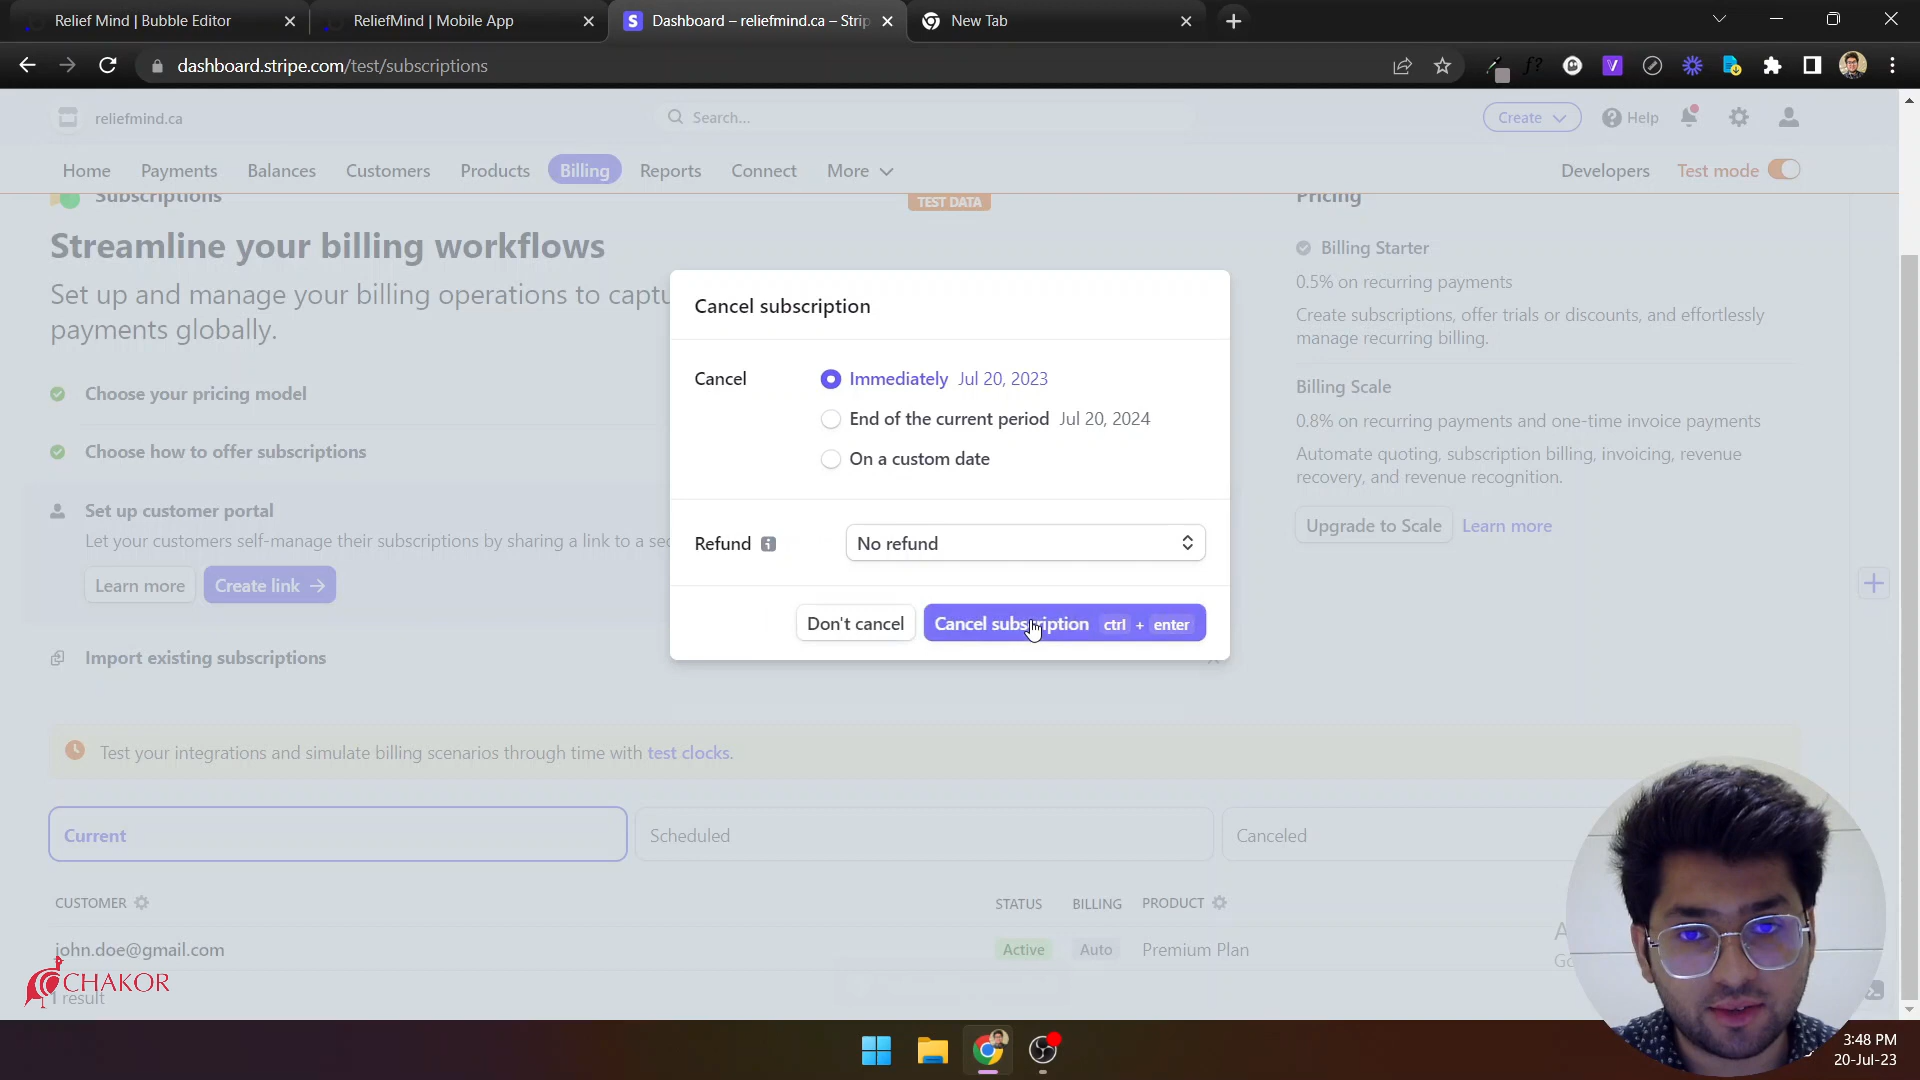 Relief Mind | Bubble Editor
ReliefMind | Mobile App
Dashboard – reliefmind.ca – Strip
New Tab
dashboard.stripe.com/test/subscriptions
reliefmind.ca
Search...
Create
Help
Home
Payments
Balances
Customers
Products
Billing
Reports
Connect
More
Developers
Test mode
Subscriptions
TEST DATA
Pricing
Streamline your billing workflows
Set up and manage your billing operations to captu
payments globally.
Billing Starter
0.5% on recurring payments
Create subscriptions, offer trials or discounts, and effortlessly
manage recurring billing.
Billing Scale
0.8% on recurring payments and one-time invoice payments
Automate quoting, subscription billing, invoicing, revenue
recovery, and revenue recognition.
Upgrade to Scale
Learn more
Choose your pricing model
Choose how to offer subscriptions
Set up customer portal
Let your customers self-manage their subscriptions by sharing a link to a sec
Learn more
Create link →
Import existing subscriptions
Cancel subscription
Cancel
Immediately Jul 20, 2023
End of the current period Jul 20, 2024
On a custom date
Refund
No refund
Don't cancel
Cancel subscription ctrl + enter
Test your integrations and simulate billing scenarios through time with test clocks.
Current
Scheduled
Canceled
CUSTOMER
STATUS
BILLING
PRODUCT
john.doe@gmail.com
Active
Auto
Premium Plan
CHAKOR
1 result
3:48 PM
20-Jul-23